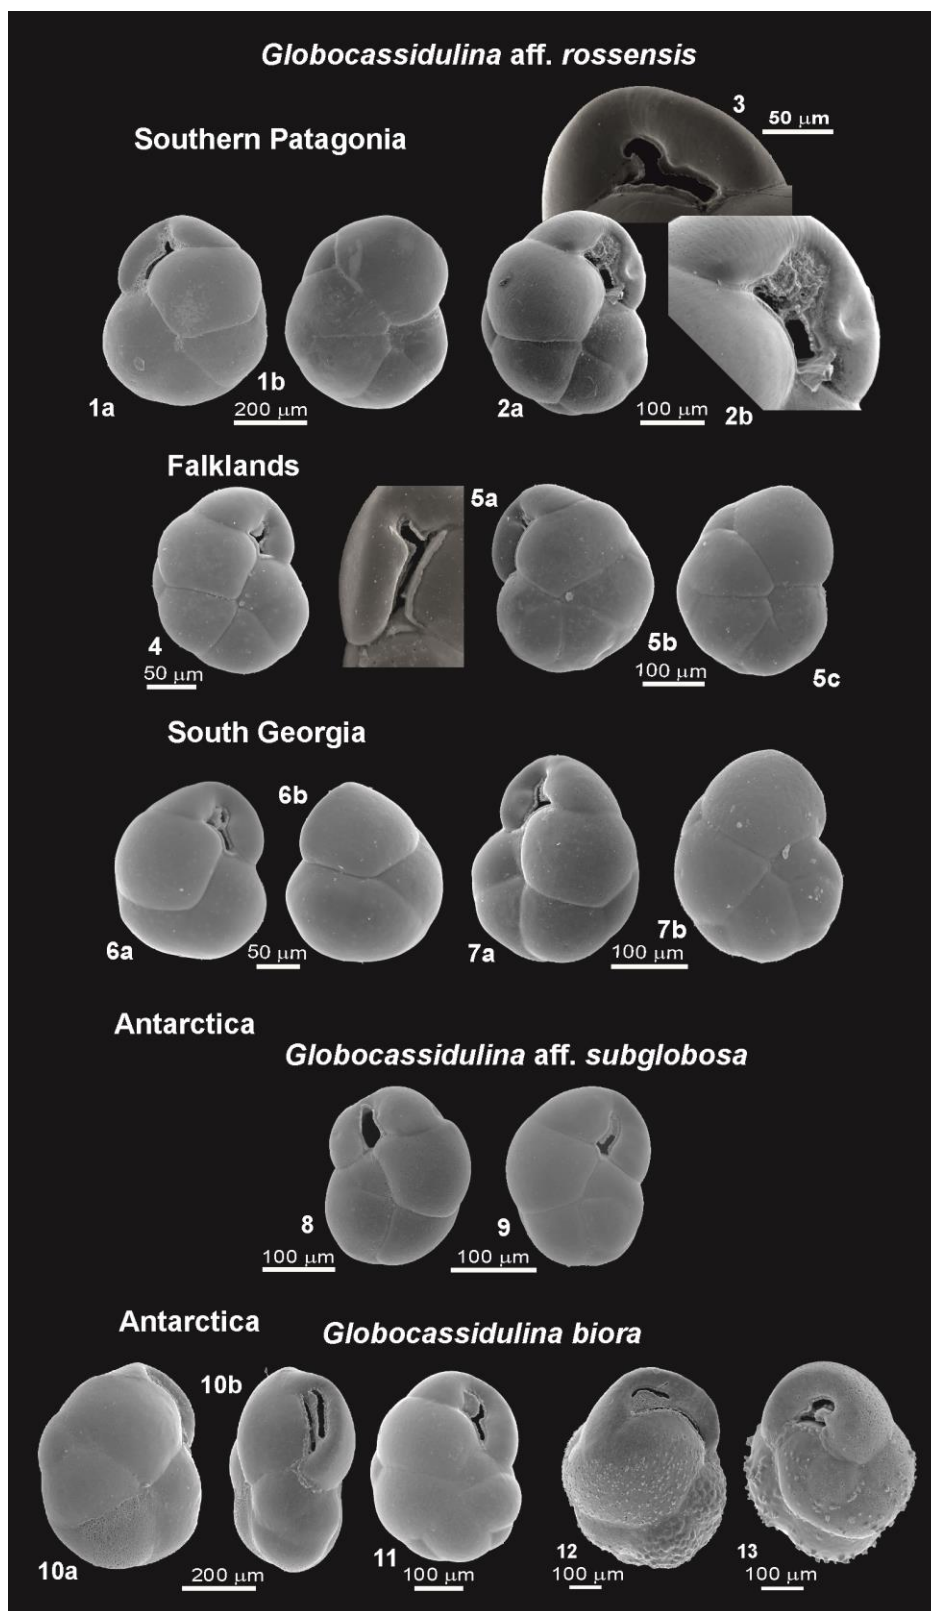 Globocassidulina aff. rossensis
3
50 μm
Southern Patagonia
1a
1b
200 μm
2a
100 μm
2b
Falklands
4
50 μm
5a
5b
100 μm
5c
South Georgia
6a
6b
50 μm
7a
100 μm
7b
Antarctica
Globocassidulina aff. subglobosa
8
100 μm
9
100 μm
Antarctica
Globocassidulina biora
10a
10b
200 μm
11
100 μm
12
100 μm
13
100 μm